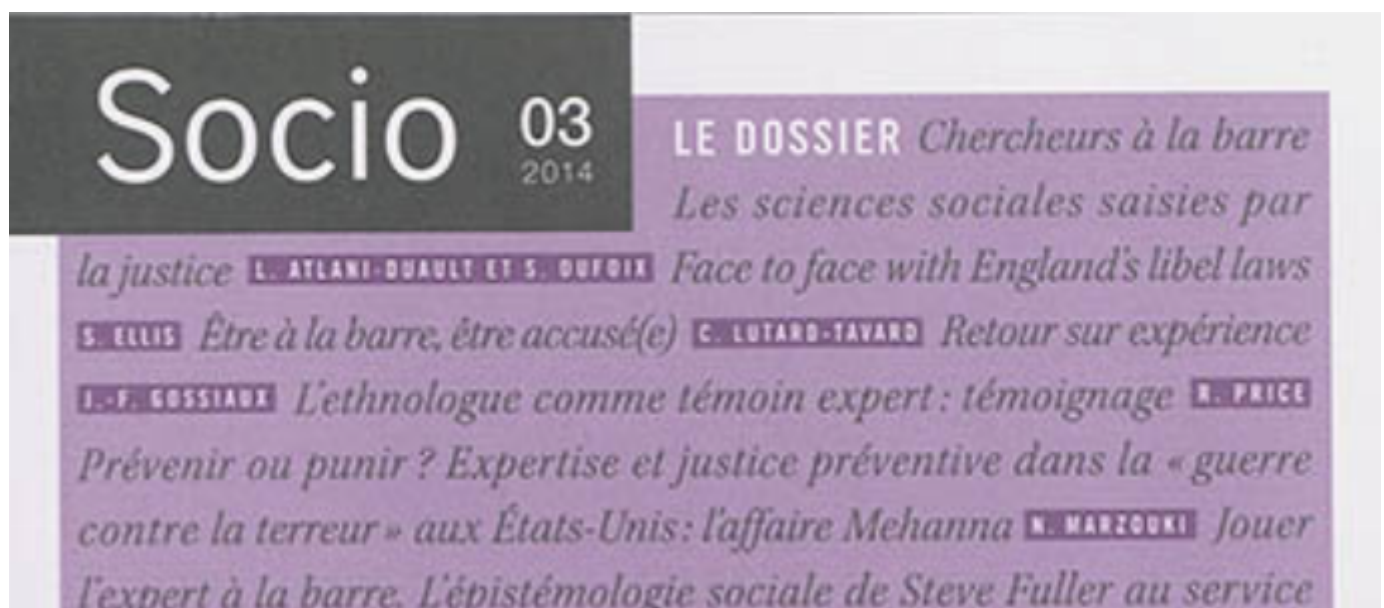 Socio 03
2014
LE DOSSIER Chercheurs à la barre
Les sciences sociales saisies par
la justice L. ATLANI-DUAULT ET S. DUFOIX Face to face with England's libel laws
S. ELLIS Être à la barre, être accusé(e) C. LUTARD-TAVARD Retour sur expérience
J.-F. GOSSIAUX L'ethnologue comme témoin expert : témoignage R. PRICE
Prévenir ou punir ? Expertise et justice préventive dans la « guerre
contre la terreur » aux États-Unis : l'affaire Mehanna N. MARZOUKI Jouer
l'expert à la barre. L'épistémologie sociale de Steve Fuller au service